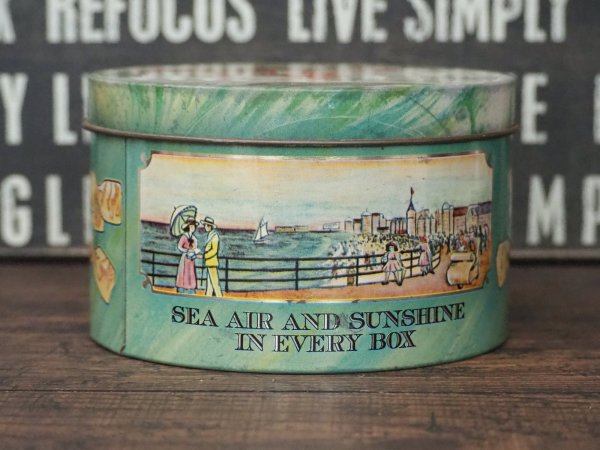 REFOCUS LIVE SIMPLY
SEA AIR AND SUNSHINE
IN EVERY BOX